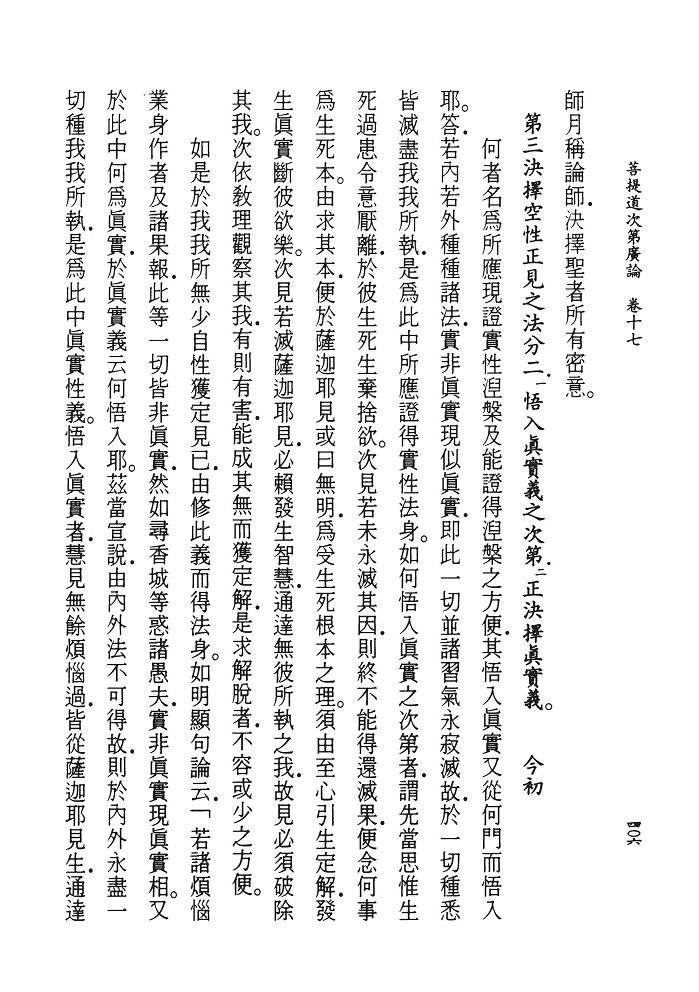 菩提道次第廣論　卷十七
四〇六
師月稱論師．決擇聖者所有密意。
第三決擇空性正見之法分二．一悟入眞實義之次第．二正決擇眞實義。　今初
何者名爲所應現證實性涅槃及能證得涅槃之方便．其悟入眞實又從何門而悟入
耶。答．若內若外種種諸法．實非眞實現似眞實．即此一切並諸習氣永寂滅故．於一切種悉
皆滅盡我我所執．是爲此中所應證得實性法身。如何悟入眞實之次第者．謂先當思惟生
死過患令意厭離．於彼生死生棄捨欲。次見若未永滅其因．則終不能得還滅果．便念何事
爲生死本。由求其本．便於薩迦耶見或曰無明．爲受生死根本之理。須由至心引生定解．發
生眞實斷彼欲樂。次見若滅薩迦耶見．必賴發生智慧．通達無彼所執之我．故見必須破除
其我。次依教理觀察其我．有則有害．能成其無而獲定解．是求解脫者．不容或少之方便。
如是於我我所無少自性獲定見已．由修此義而得法身。如明顯句論云．「若諸煩惱
業身作者及諸果報．此等一切皆非眞實．然如尋香城等惑諸愚夫．實非眞實現眞實相。又
於此中何爲眞實．於眞實義云何悟入耶。茲當宣說．由內外法不可得故．則於內外永盡一
切種我我所執．是爲此中眞實性義。悟入眞實者．慧見無餘煩惱過．皆從薩迦耶見生．通達